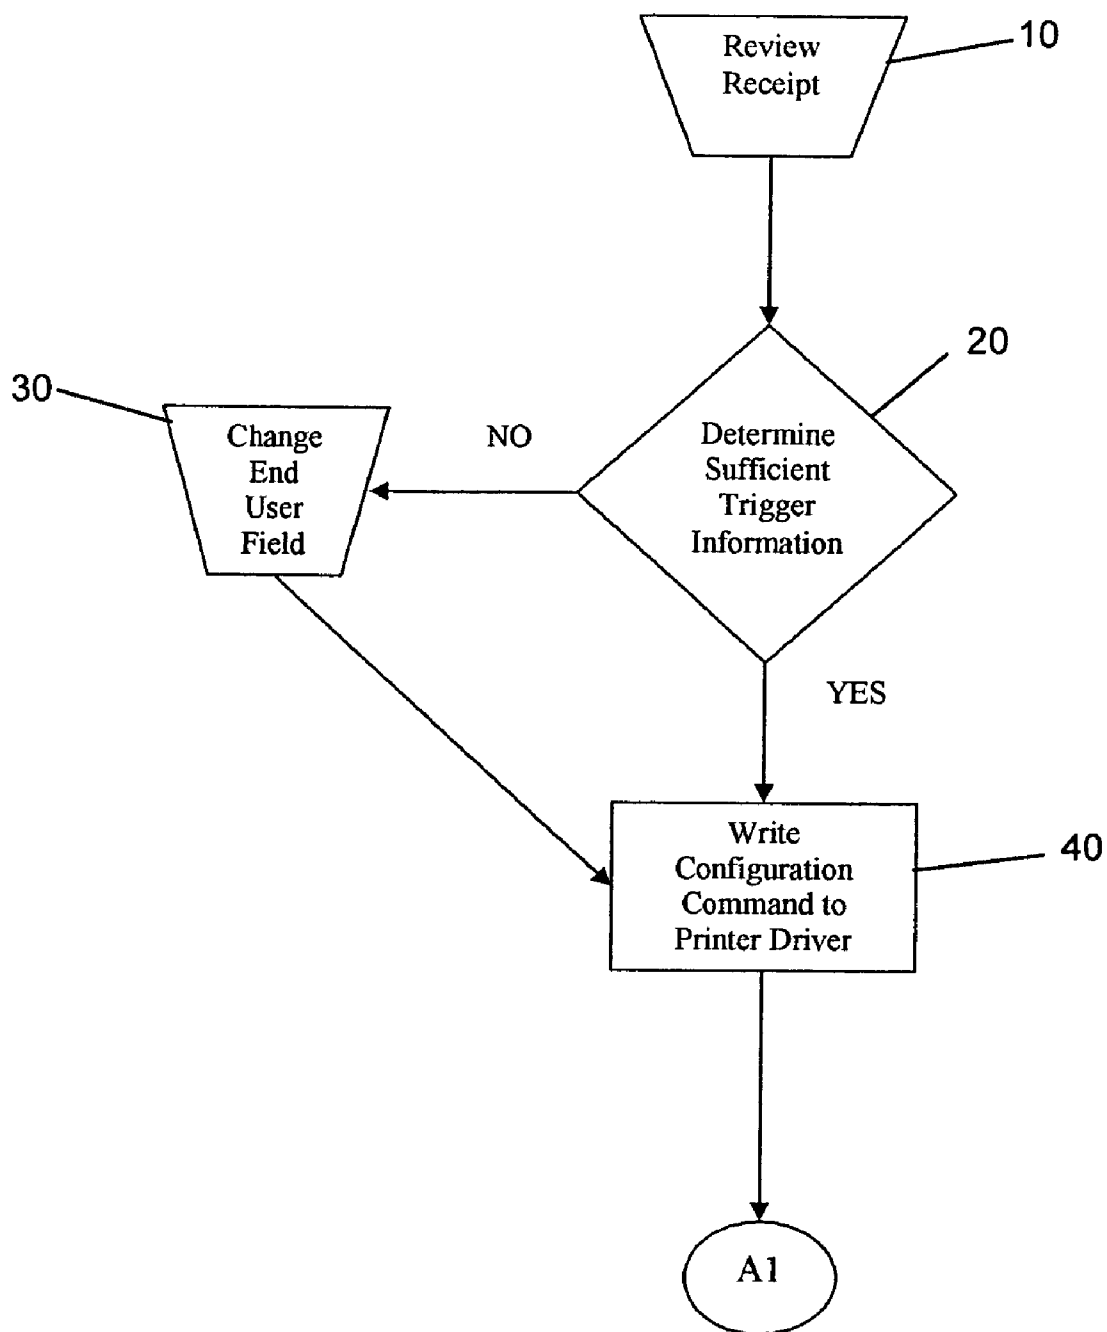 Review
Receipt
10
20
Determine
Sufficient
Trigger
Information
NO
30
Change
End
User
Field
YES
Write
Configuration
Command to
Printer Driver
40
A1